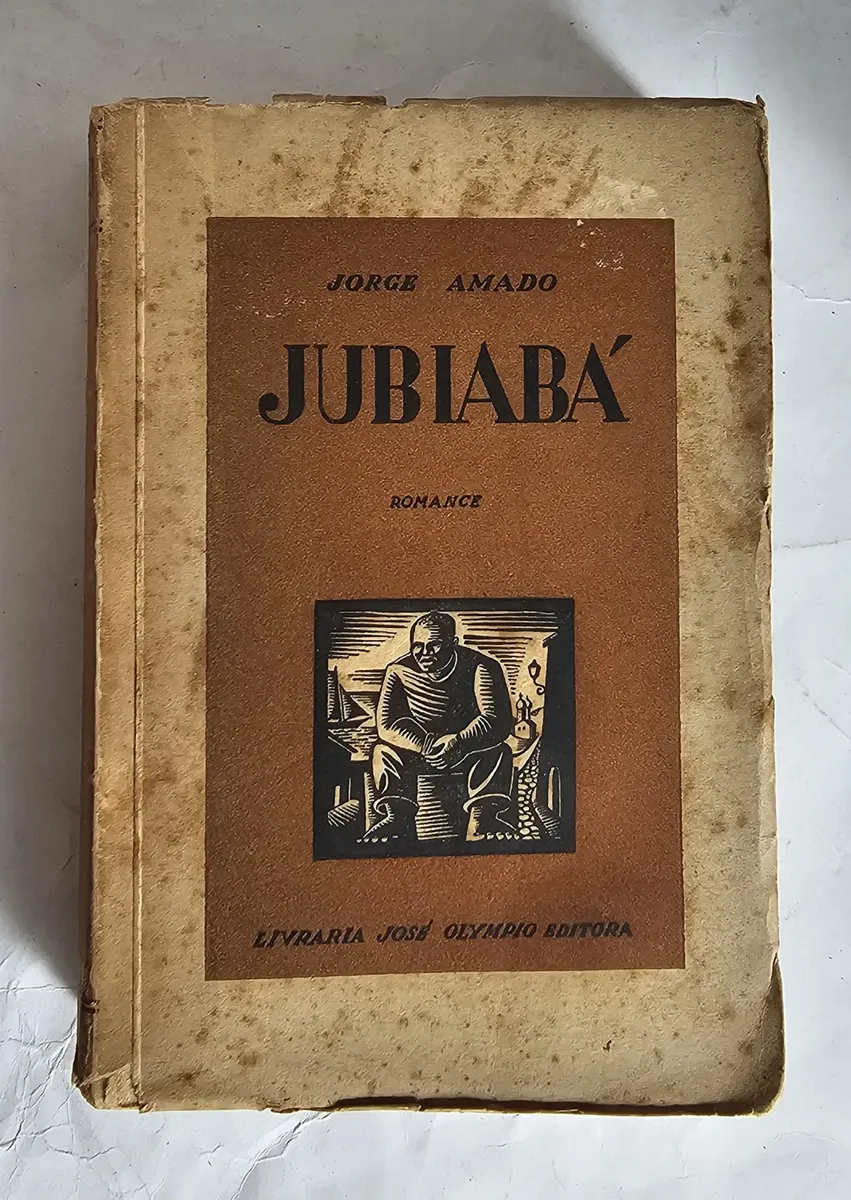 JORGE AMADO
JUBIABÁ
ROMANCE
LIVRARIA JOSÉ OLYMPIO EDITORA